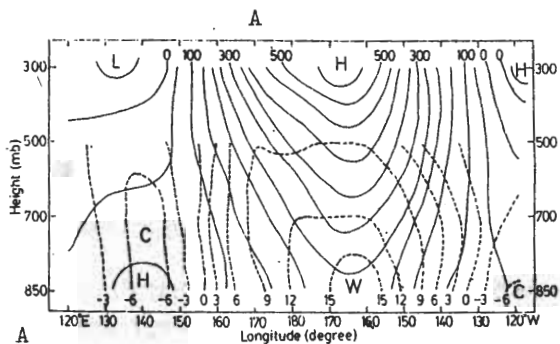 A
L 0 100 300 500 H 500 300 100 0 0 H
300 300
500 500
Height (mb)
700 700
C
H W C
850 -3 -6 -6 -3 0 3 6 9 12 15 15 12 9 6 3 0 -3 -6 850
A 120°E 130 140 150 160 170 180 170 160 150 140 130 120°W
Longitude (degree)